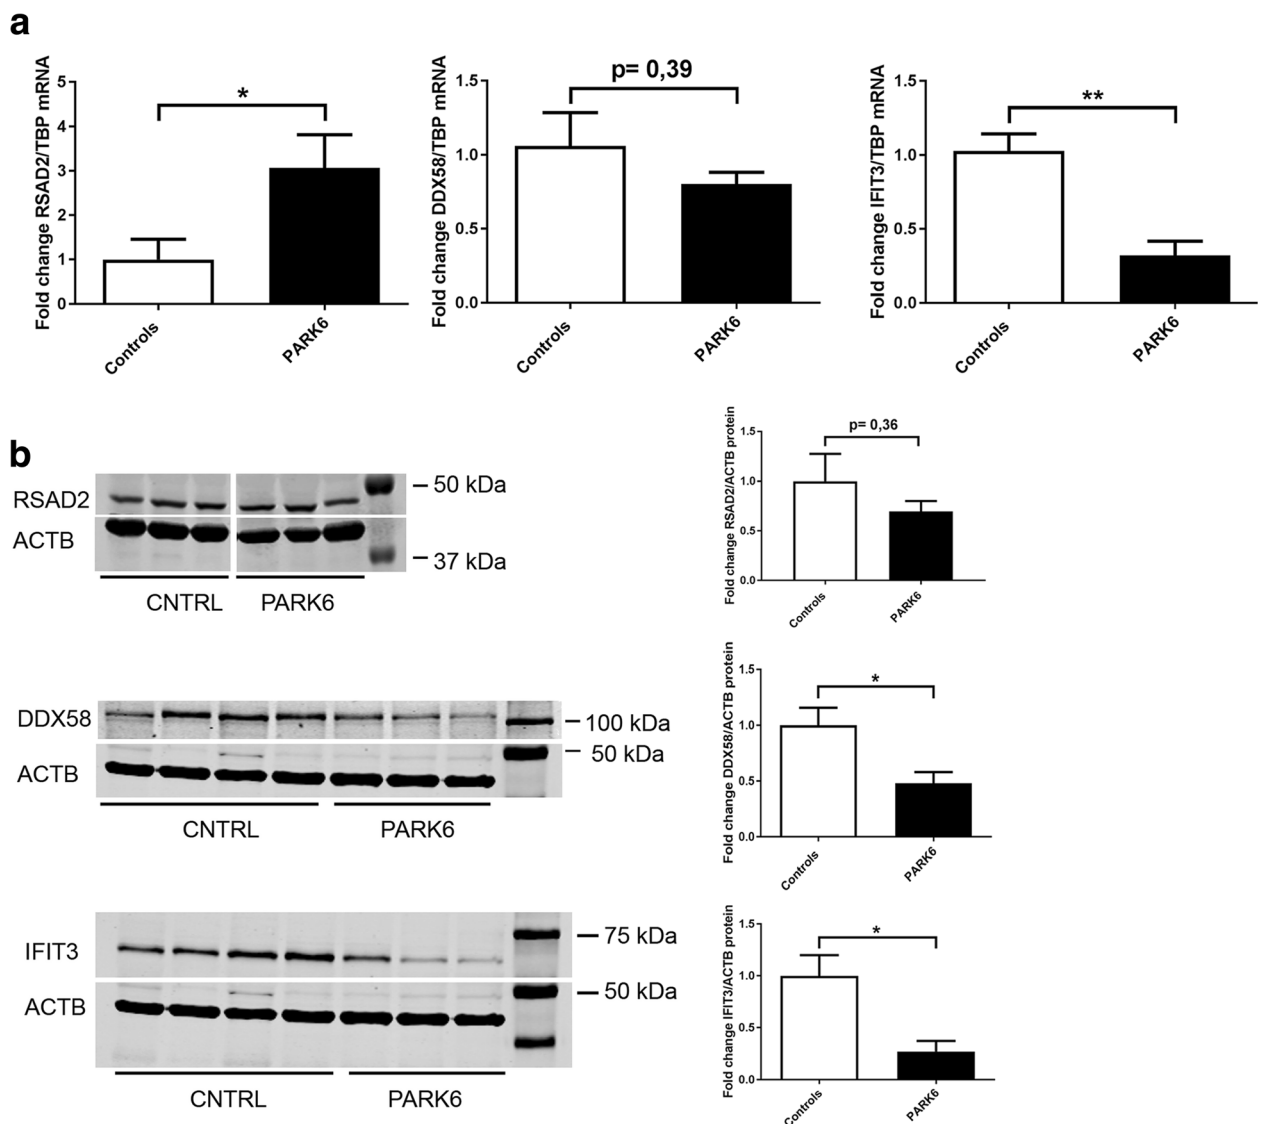 a
Fold change RSAD2/TBP mRNA
5
4
3
2
1
0
*
Controls
PARK6
Fold change DDX58/TBP mRNA
1.5
1.0
0.5
0.0
p= 0,39
Controls
PARK6
Fold change IFIT3/TBP mRNA
1.5
1.0
0.5
0.0
**
Controls
PARK6
b
RSAD2
ACTB
50 kDa
37 kDa
CNTRL
PARK6
Fold change RSAD2/ACTB protein
1.5
1.0
0.5
0.0
p= 0,36
Controls
PARK6
DDX58
ACTB
100 kDa
50 kDa
CNTRL
PARK6
Fold change DDX58/ACTB protein
1.5
1.0
0.5
0.0
*
Controls
PARK6
IFIT3
ACTB
75 kDa
50 kDa
CNTRL
PARK6
Fold change IFIT3/ACTB protein
1.5
1.0
0.5
0.0
*
Controls
PARK6